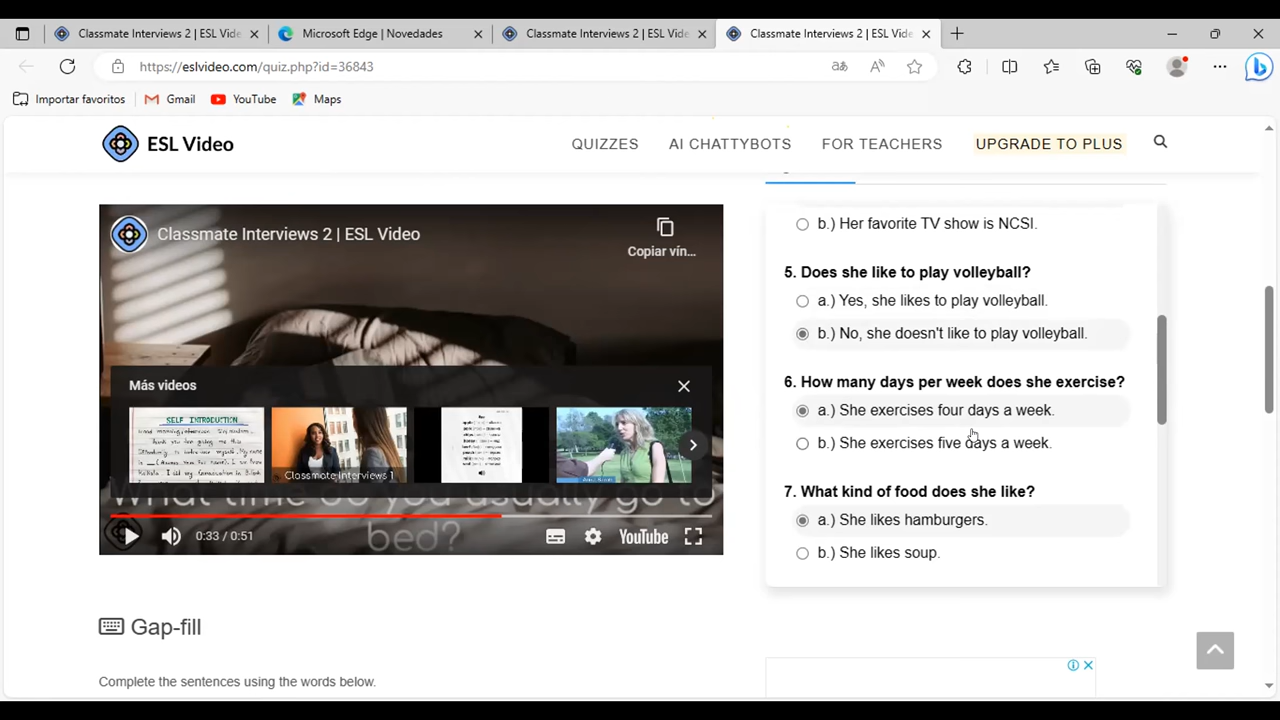 Classmate Interviews 2 | ESL Vide
Microsoft Edge | Novedades
Classmate Interviews 2 | ESL Vide
Classmate Interviews 2 | ESL Vide
https://eslvideo.com/quiz.php?id=36843
Importar favoritos
Gmail
YouTube
Maps
ESL Video
QUIZZES
AI CHATTYBOTS
FOR TEACHERS
UPGRADE TO PLUS
Classmate Interviews 2 | ESL Video
Copiar vín...
Más videos
SELF INTRODUCTION
Classmate Interviews 1
What time do you usually go to
bed?
0:33 / 0:51
YouTube
b.) Her favorite TV show is NCSI.
5. Does she like to play volleyball?
a.) Yes, she likes to play volleyball.
b.) No, she doesn't like to play volleyball.
6. How many days per week does she exercise?
a.) She exercises four days a week.
b.) She exercises five days a week.
7. What kind of food does she like?
a.) She likes hamburgers.
b.) She likes soup.
Gap-fill
Complete the sentences using the words below.